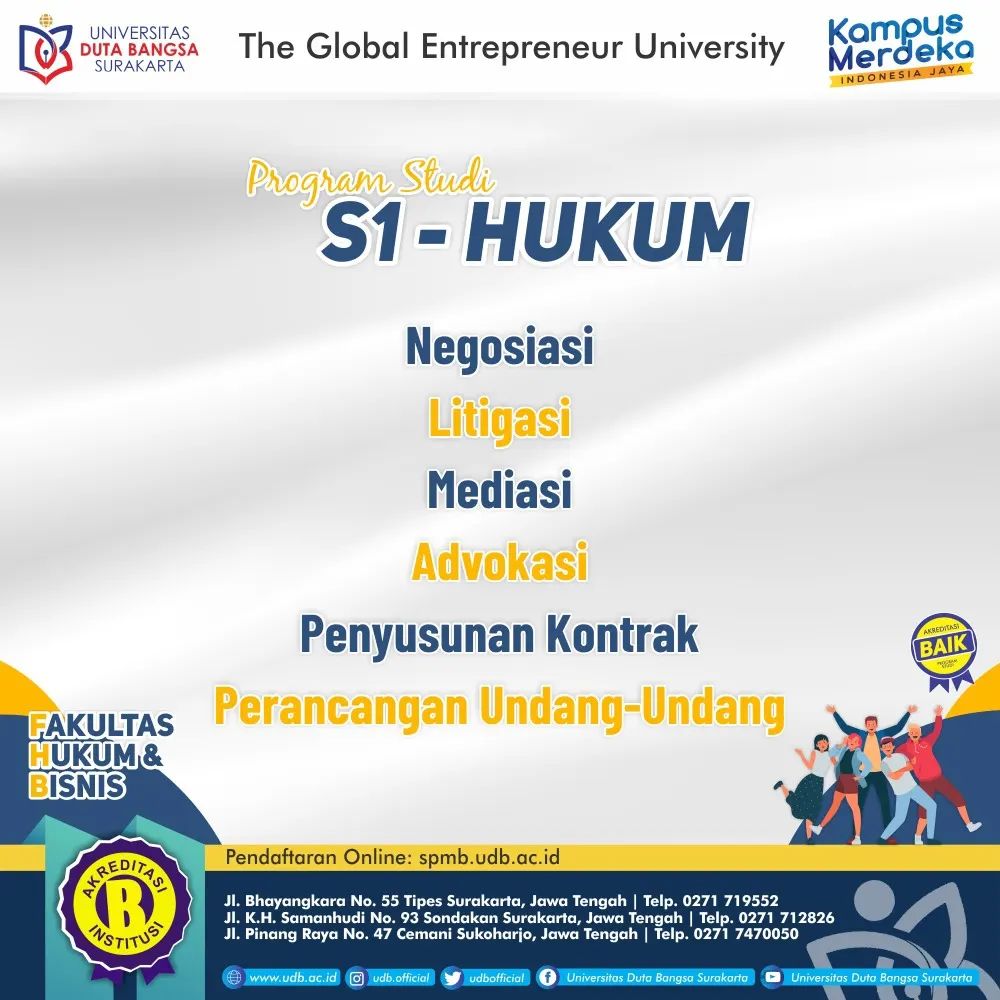 UNIVERSITAS
DUTA BANGSA
SURAKARTA
The Global Entrepreneur University
Kampus
Merdeka
INDONESIA JAYA
Program Studi
S1 - HUKUM
Negosiasi
Litigasi
Mediasi
Advokasi
Penyusunan Kontrak
Perancangan Undang-Undang
AKREDITASI
BAIK
PROGRAM
STUDI
FAKULTAS
HUKUM &
BISNIS
AKREDITASI
B
INSTITUSI
Pendaftaran Online: spmb.udb.ac.id
Jl. Bhayangkara No. 55 Tipes Surakarta, Jawa Tengah | Telp. 0271 719552
Jl. K.H. Samanhudi No. 93 Sondakan Surakarta, Jawa Tengah | Telp. 0271 712826
Jl. Pinang Raya No. 47 Cemani Sukoharjo, Jawa Tengah | Telp. 0271 7470050
www.udb.ac.id udb.official udbofficial Universitas Duta Bangsa Surakarta Universitas Duta Bangsa Surakarta